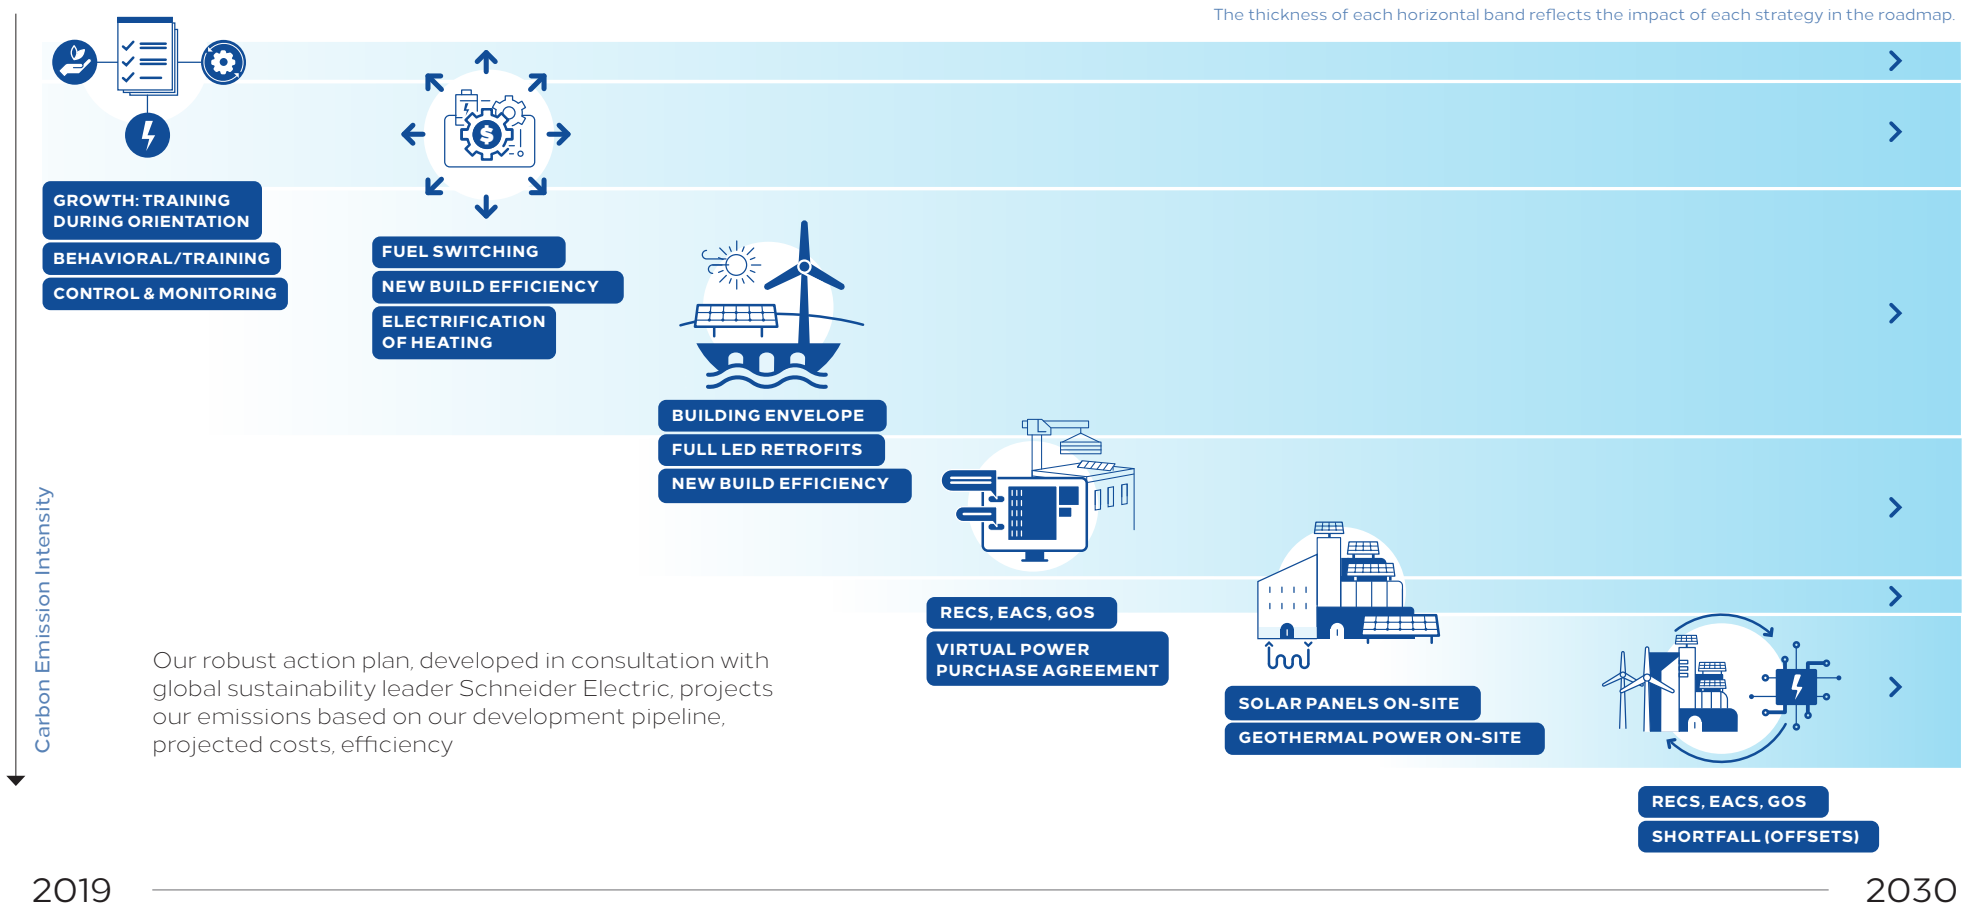 The thickness of each horizontal band reflects the impact of each strategy in the roadmap.
GROWTH: TRAINING
DURING ORIENTATION
BEHAVIORAL/TRAINING
CONTROL & MONITORING
FUEL SWITCHING
NEW BUILD EFFICIENCY
ELECTRIFICATION
OF HEATING
BUILDING ENVELOPE
FULL LED RETROFITS
NEW BUILD EFFICIENCY
RECS, EACS, GOS
VIRTUAL POWER
PURCHASE AGREEMENT
SOLAR PANELS ON-SITE
GEOTHERMAL POWER ON-SITE
RECS, EACS, GOS
SHORTFALL (OFFSETS)
Carbon Emission Intensity
Our robust action plan, developed in consultation with
global sustainability leader Schneider Electric, projects
our emissions based on our development pipeline,
projected costs, efficiency
2019
2030